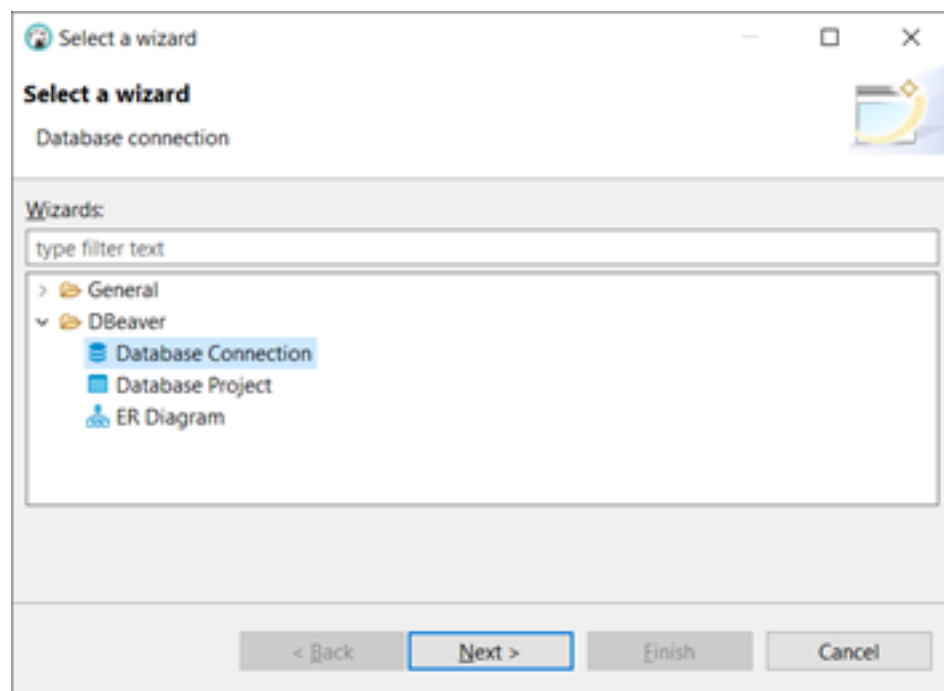 Select a wizard
Select a wizard
Database connection
Wizards:
type filter text
General
DBeaver
Database Connection
Database Project
ER Diagram
< Back Next > Finish Cancel